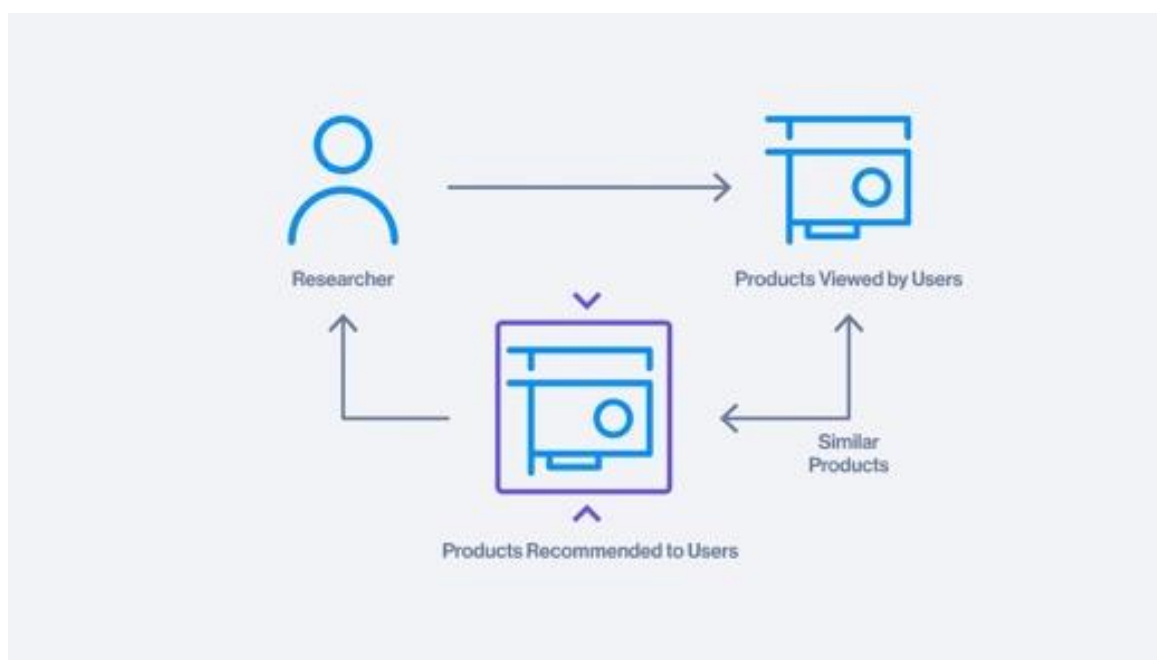 Researcher
Products Viewed by Users
Similar
Products
Products Recommended to Users